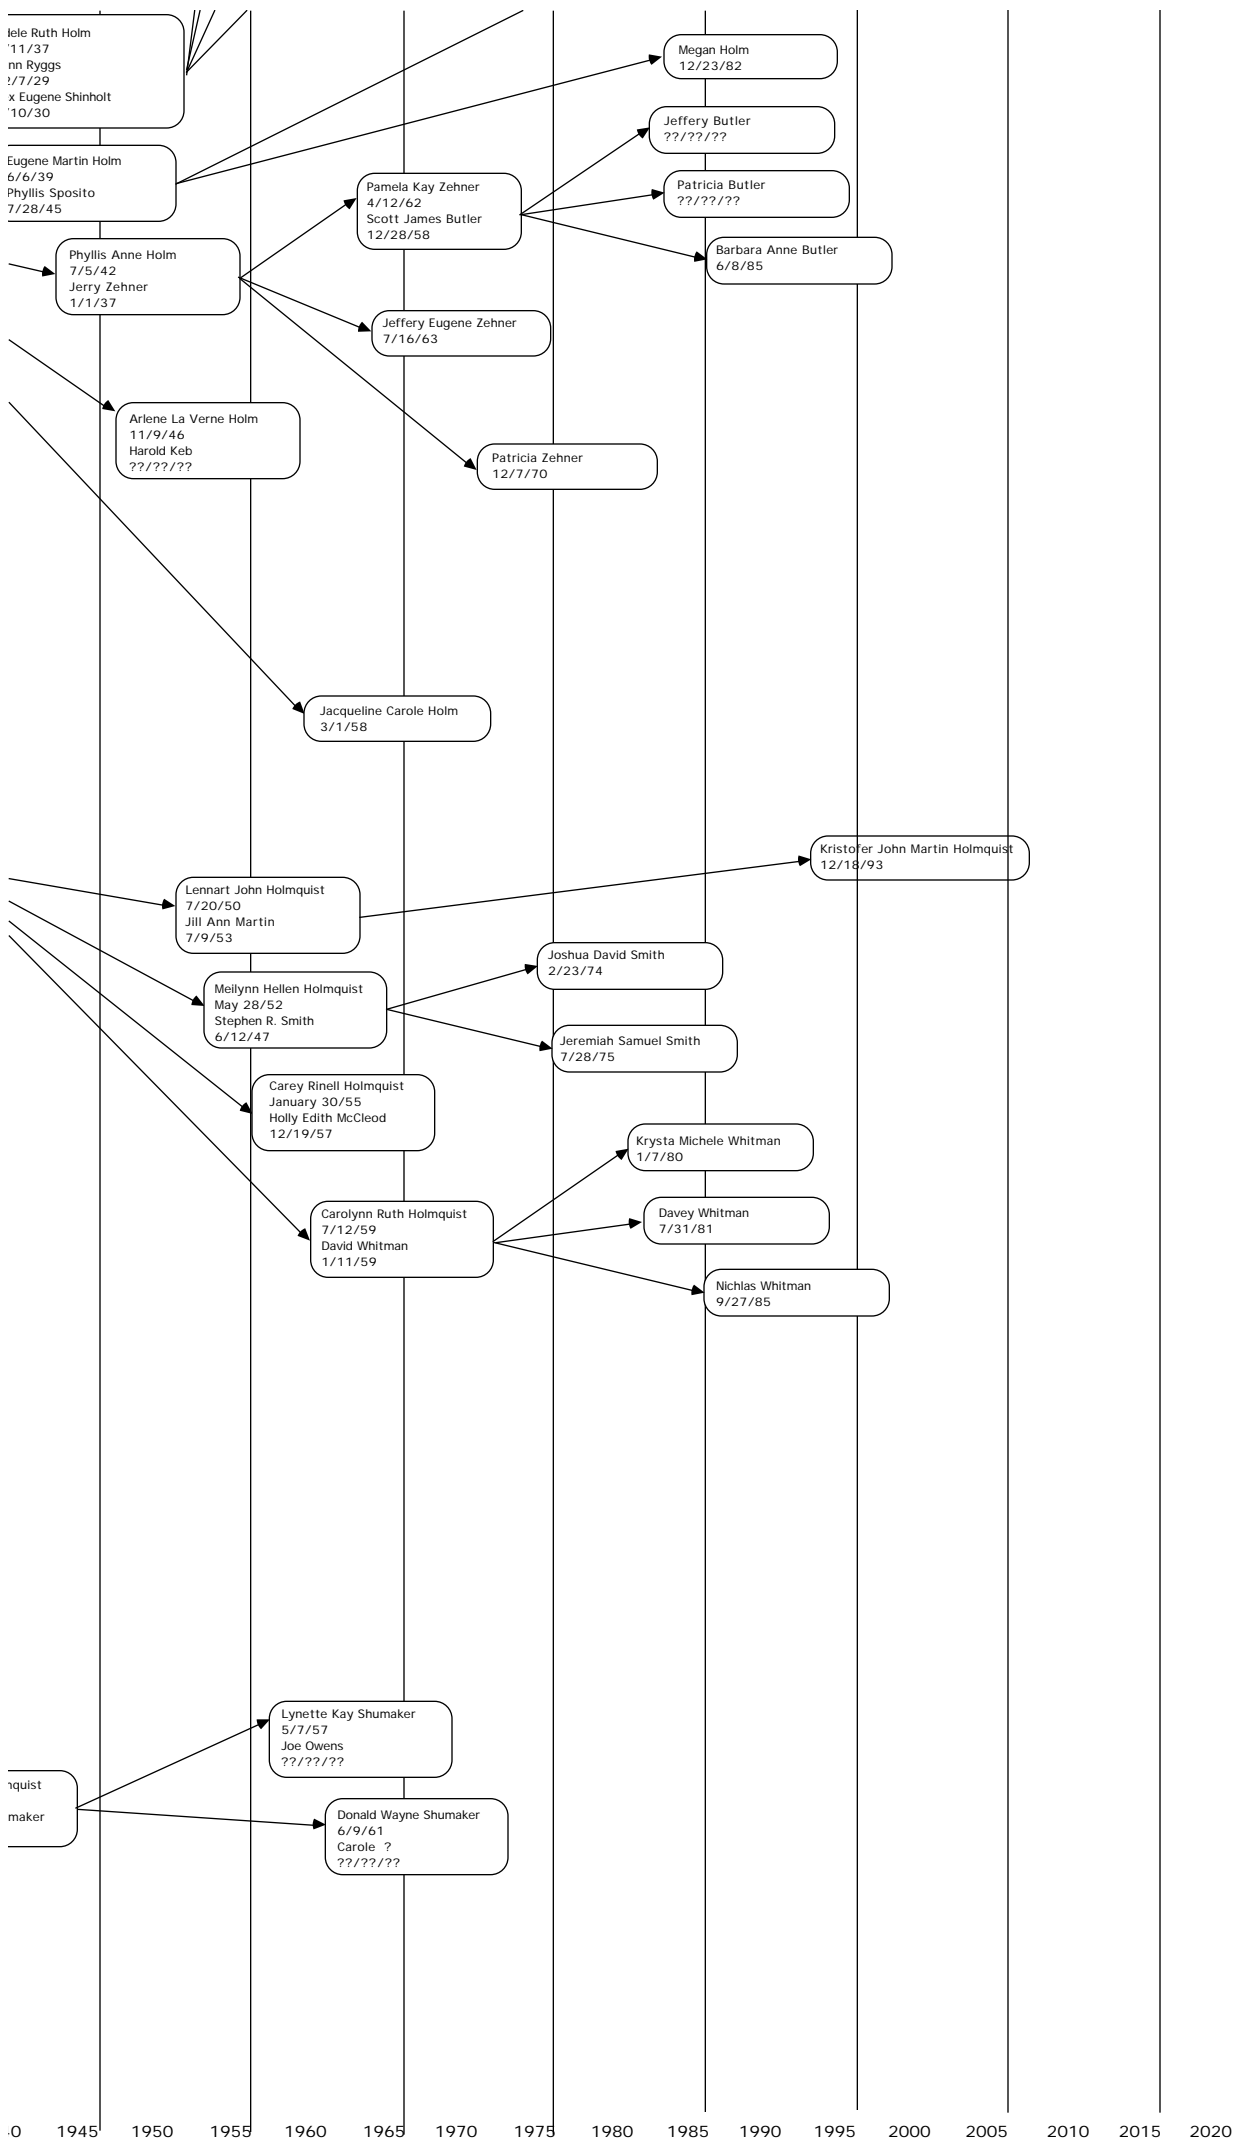 dele Ruth Holm
/11/37
nn Ryggs
2/7/29
x Eugene Shinholt
/10/30
Megan Holm
12/23/82
Jeffery Butler
??/??/??
Eugene Martin Holm
6/6/39
Phyllis Sposito
7/28/45
Pamela Kay Zehner
4/12/62
Scott James Butler
12/28/58
Patricia Butler
??/??/??
Barbara Anne Butler
6/8/85
Phyllis Anne Holm
7/5/42
Jerry Zehner
1/1/37
Jeffery Eugene Zehner
7/16/63
Arlene La Verne Holm
11/9/46
Harold Keb
??/??/??
Patricia Zehner
12/7/70
Jacqueline Carole Holm
3/1/58
Kristofer John Martin Holmquist
12/18/93
Lennart John Holmquist
7/20/50
Jill Ann Martin
7/9/53
Joshua David Smith
2/23/74
Meilynn Hellen Holmquist
May 28/52
Stephen R. Smith
6/12/47
Jeremiah Samuel Smith
7/28/75
Carey Rinell Holmquist
January 30/55
Holly Edith McCleod
12/19/57
Krysta Michele Whitman
1/7/80
Carolynn Ruth Holmquist
7/12/59
David Whitman
1/11/59
Davey Whitman
7/31/81
Nichlas Whitman
9/27/85
Lynette Kay Shumaker
5/7/57
Joe Owens
??/??/??
nquist
maker
Donald Wayne Shumaker
6/9/61
Carole ?
??/??/??
40 1945 1950 1955 1960 1965 1970 1975 1980 1985 1990 1995 2000 2005 2010 2015 2020